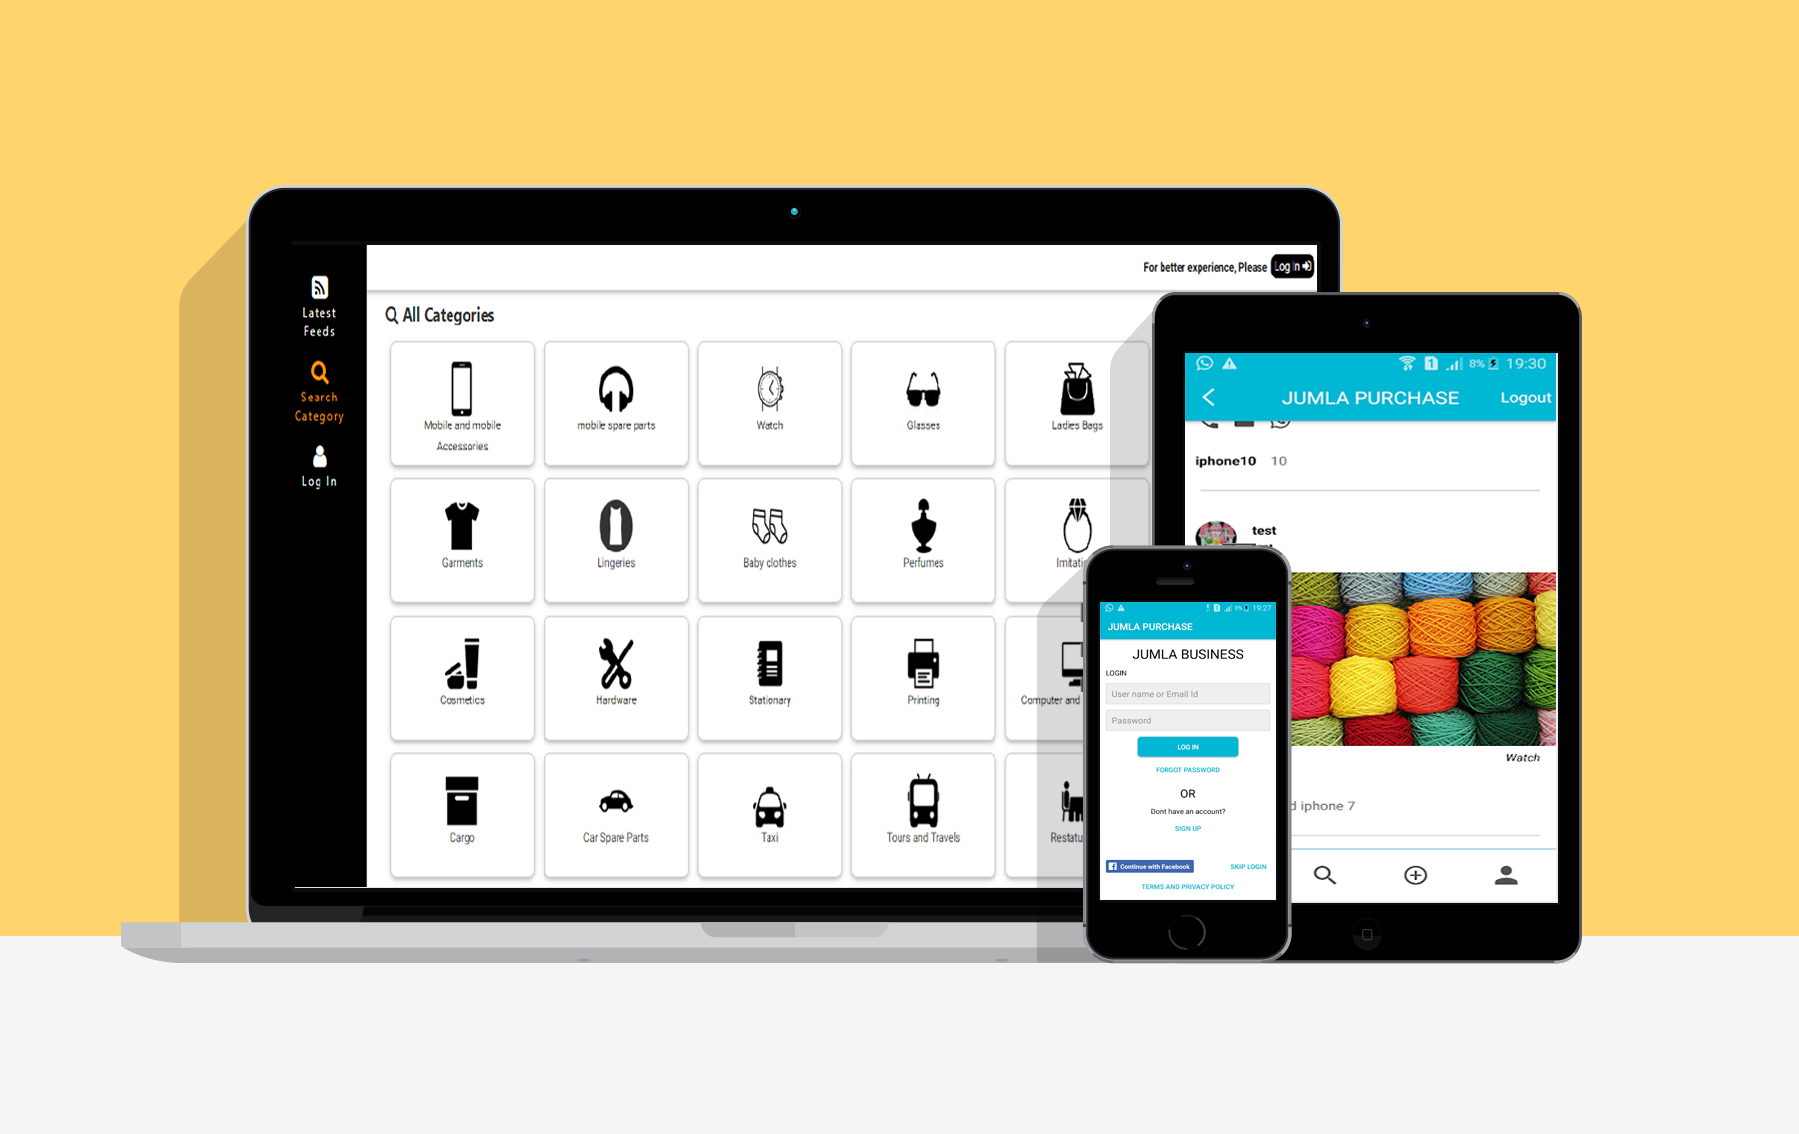 For better experience, Please Log In
Latest
Feeds
Search
Category
Log In
All Categories
Mobile and mobile
Accessories
mobile spare parts
Watch
Glasses
Ladies Bags
Garments
Lingeries
Baby clothes
Perfumes
Cosmetics
Hardware
Stationary
Printing
Computer and
Cargo
Car Spare Parts
Taxi
Tours and Travels
1
8%
19:30
JUMLA PURCHASE
Logout
iphone10 10
test
Watch
iphone 7
1
8%
19:27
JUMLA PURCHASE
JUMLA BUSINESS
LOGIN
User name or Email Id
Password
LOG IN
FORGOT PASSWORD
OR
Dont have an account?
SIGN UP
Continue with Facebook
SKIP LOGIN
TERMS AND PRIVACY POLICY